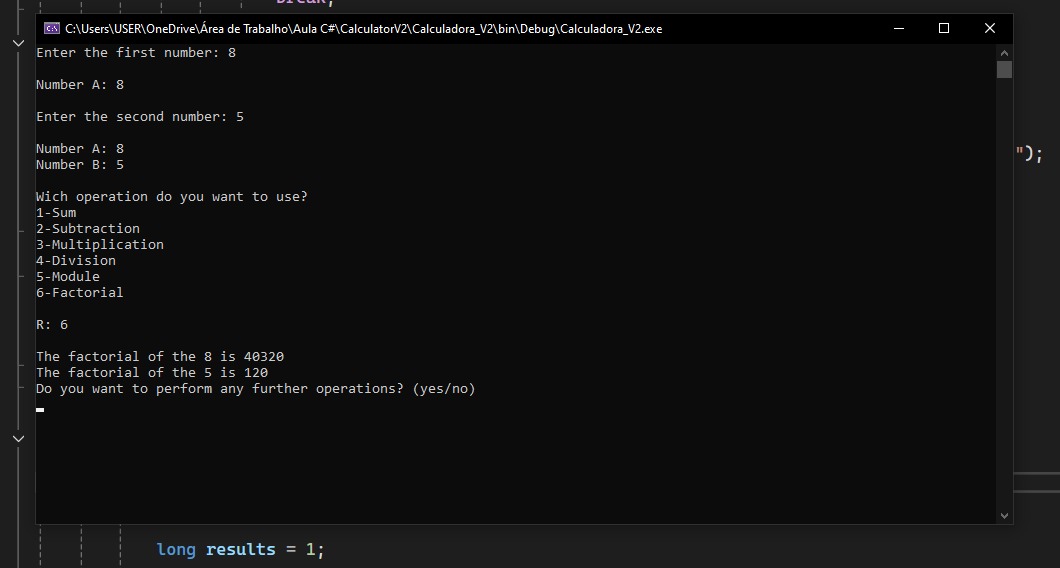 break;
C:\Users\USER\OneDrive\Área de Trabalho\Aula C#\CalculatorV2\Calculadora_V2\bin\Debug\Calculadora_V2.exe
Enter the first number: 8
Number A: 8
Enter the second number: 5
Number A: 8
Number B: 5
");
Wich operation do you want to use?
1-Sum
2-Subtraction
3-Multiplication
4-Division
5-Module
6-Factorial
R: 6
The factorial of the 8 is 40320
The factorial of the 5 is 120
Do you want to perform any further operations? (yes/no)
long results = 1;